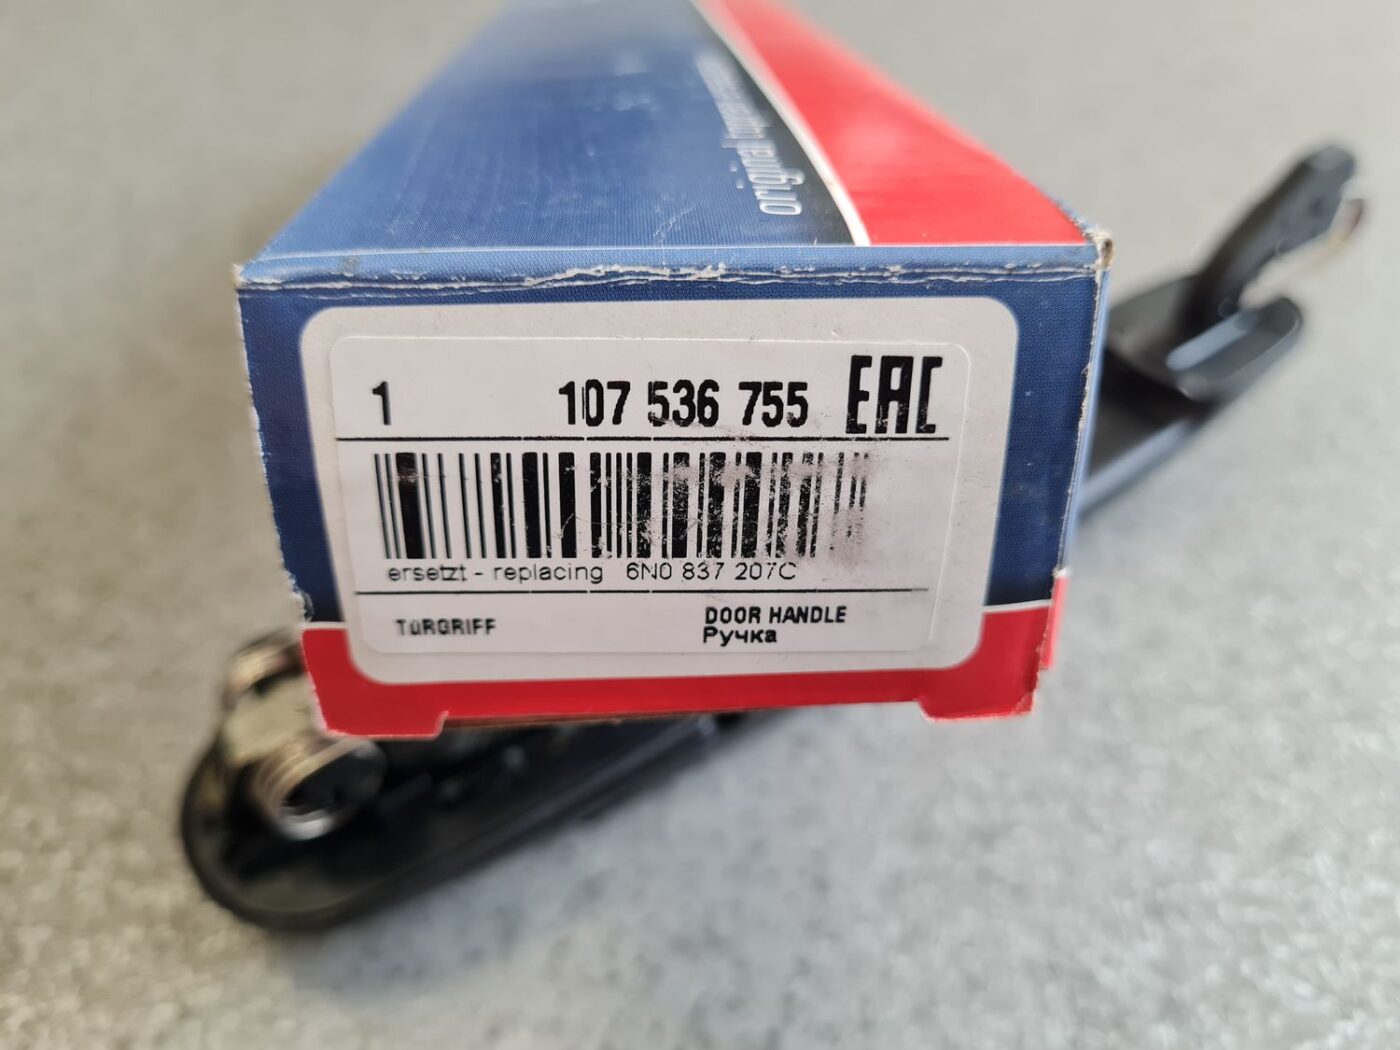 1 107 536 755 EAC
ersetzt - replacing 6N0 837 207C
TüRGRIFF DOOR HANDLE
Ручка